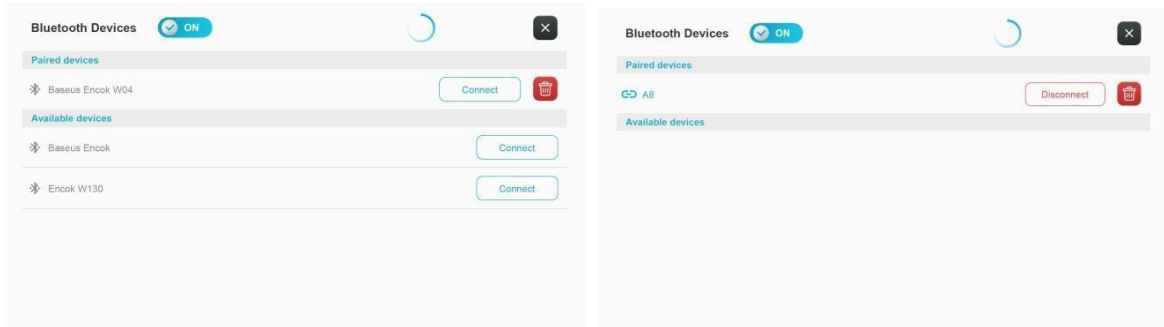 Bluetooth Devices ON
Paired devices
Baseus Encok W04 Connect
Available devices
Baseus Encok Connect
Encok W130 Connect
Bluetooth Devices ON
Paired devices
A8 Disconnect
Available devices